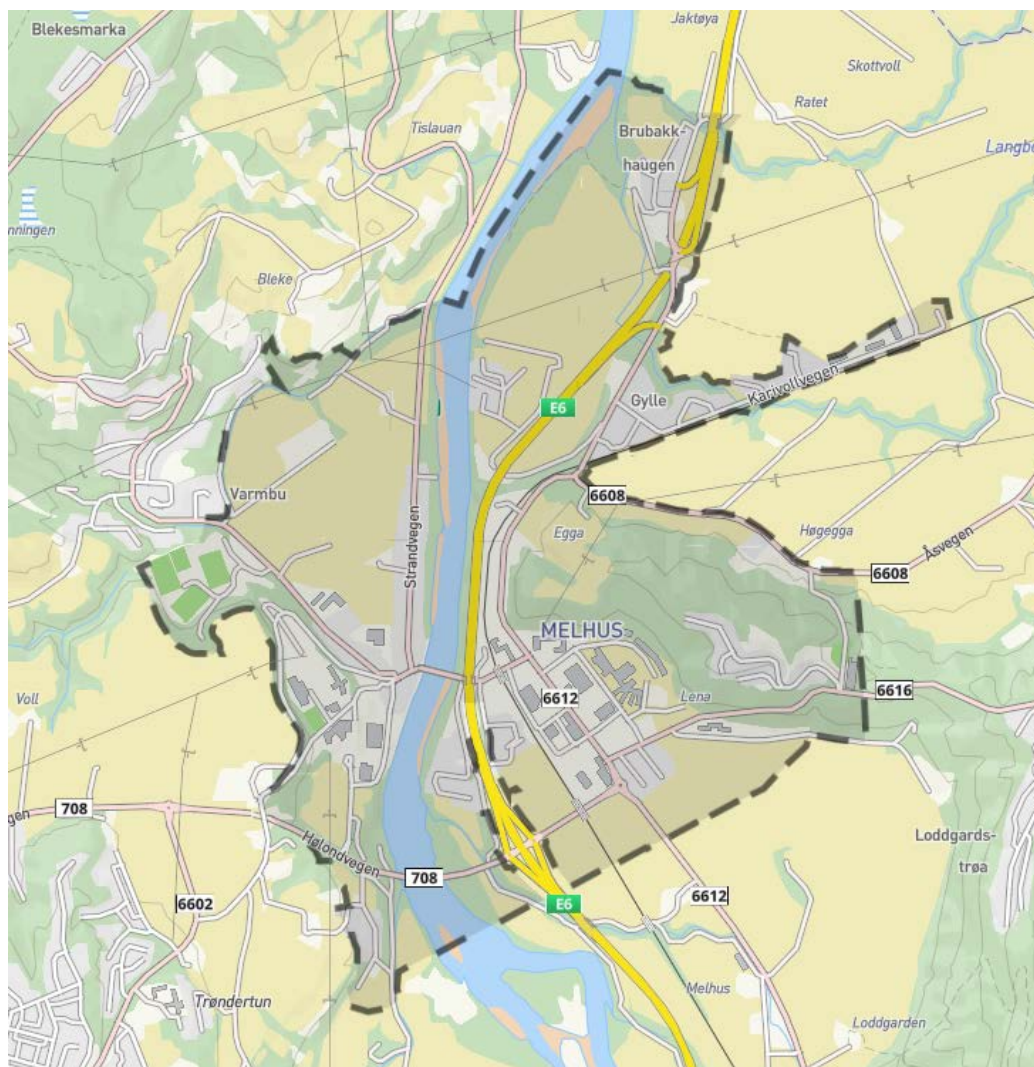 Jaktøya
Blekesmarka
Skottvoll
Ratet
Tislauan
Brubakk-
haugen
Langbe
nningen
Bleke
Karivollvegen
Gylle
E6
Varmbu
6608
Strandvegen
Egga
Høgegga
Åsvegen
6608
MELHUS
Voll
6612
Lena
6616
708
gen
Hølondvegen
Loddgards-
trøa
708
6602
E6
6612
Trøndertun
Melhus
Loddgarden